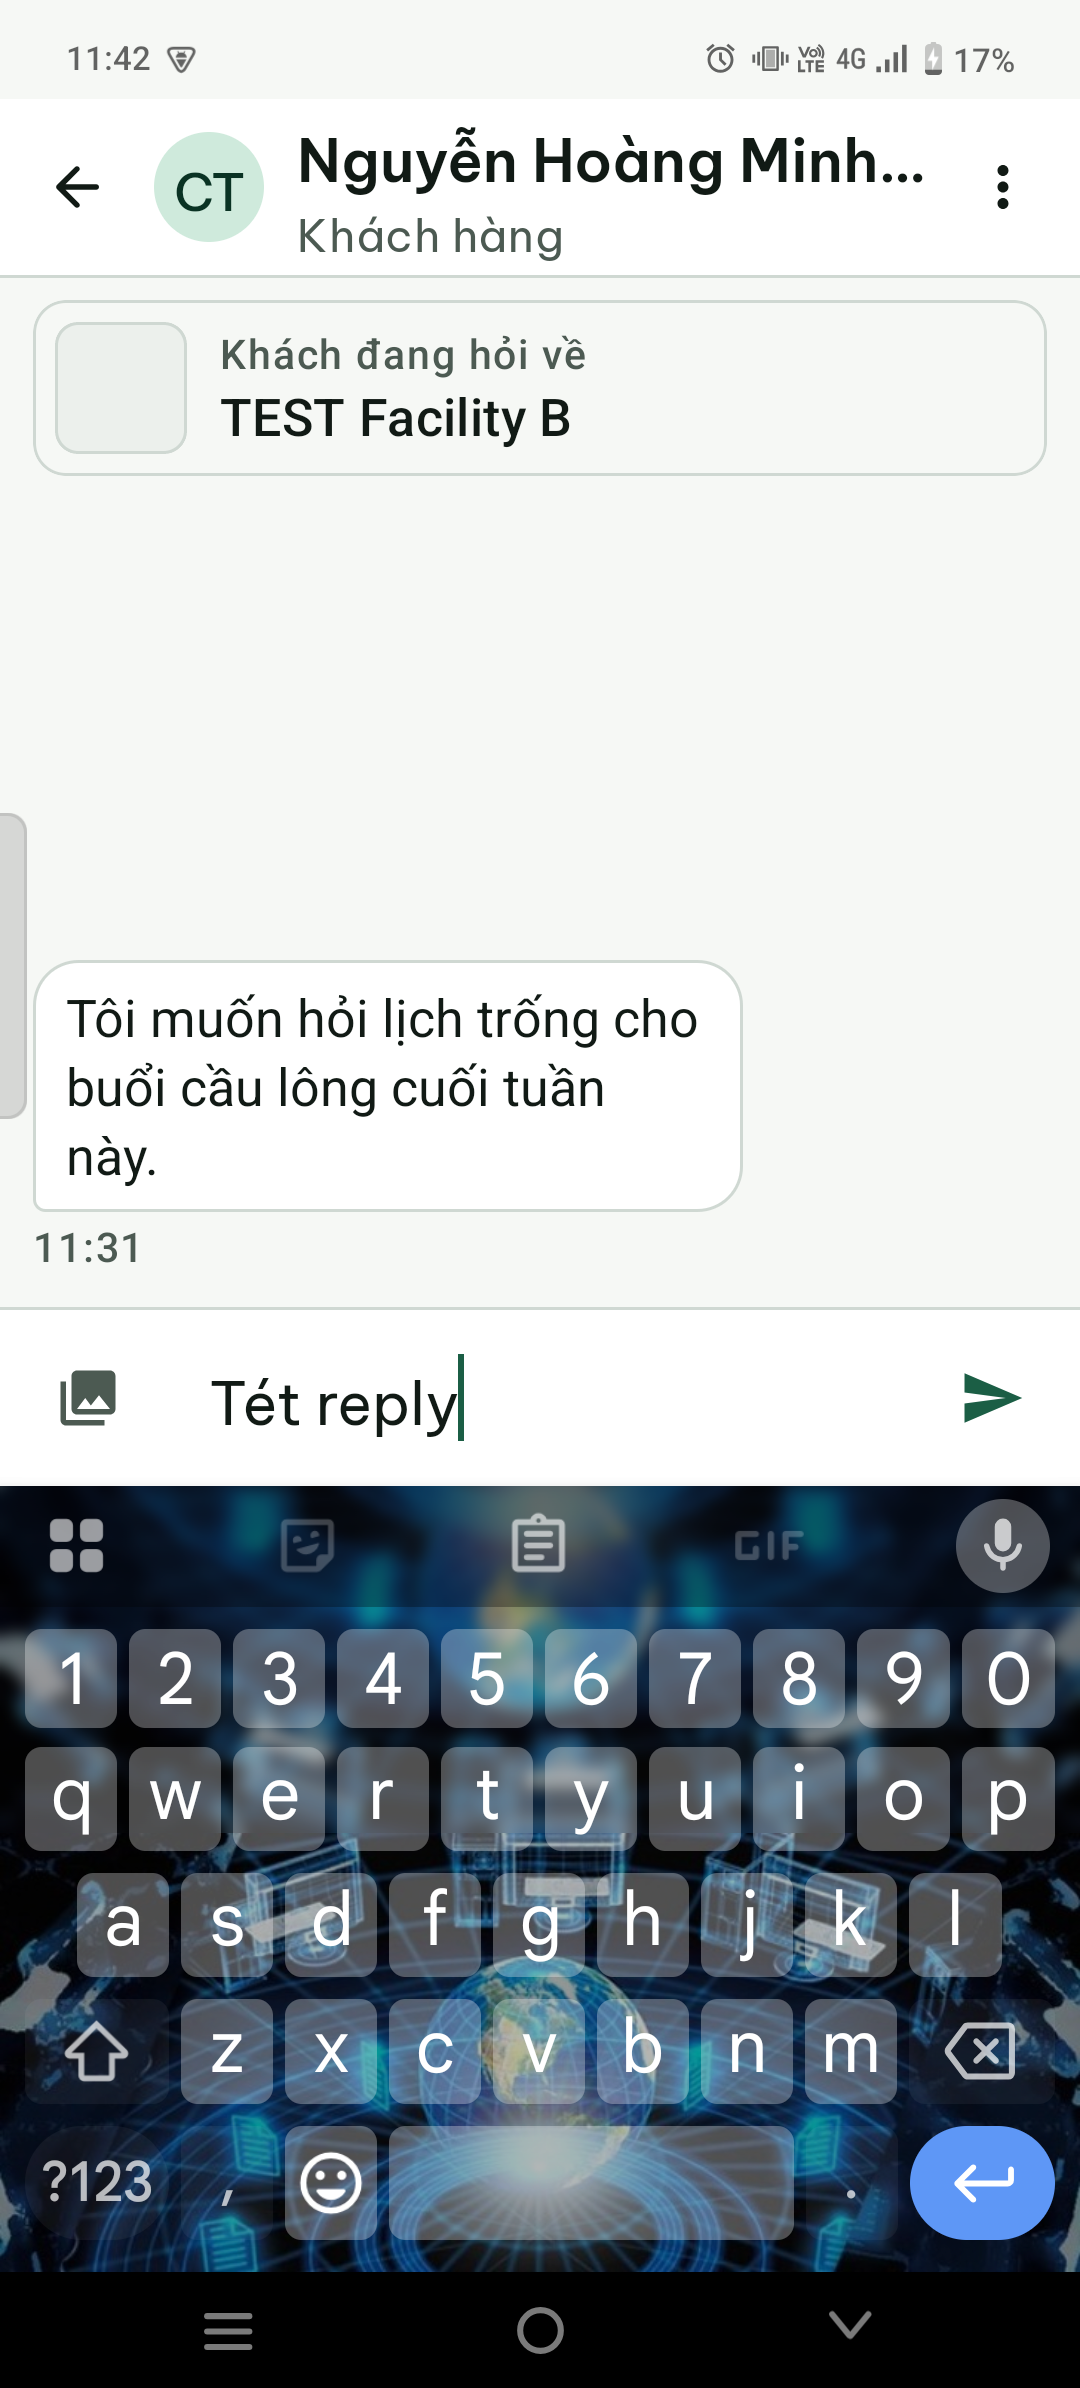 11:42 VoLTE 4G 17%
CT
Nguyễn Hoàng Minh...
Khách hàng
Khách đang hỏi về
TEST Facility B
Tôi muốn hỏi lịch trống cho
buổi cầu lông cuối tuần
này.
11:31
Tét reply
GIF
1 2 3 4 5 6 7 8 9 0
q w e r t y u i o p
a s d f g h j k l
z x c v b n m
?123 , .